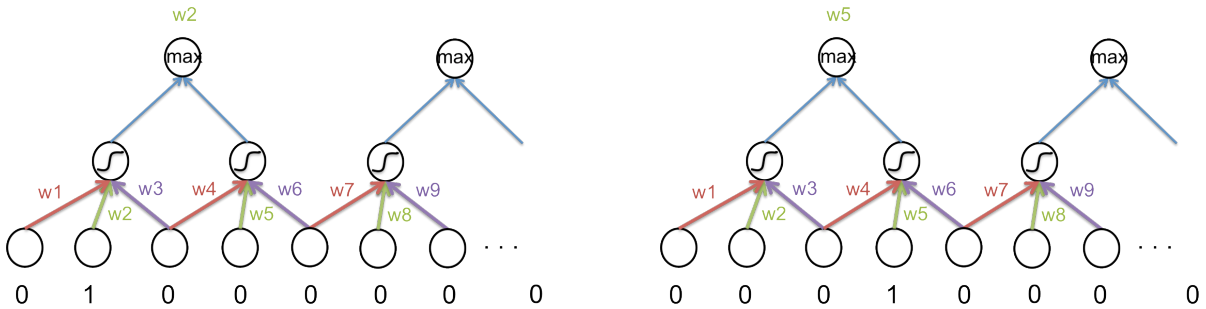 w2 w5
max max max max
w1 w3 w4 w6 w7 w9 w1 w3 w4 w6 w7 w9
w2 w5 w8 w2 w5 w8
. . . . . .
0 1 0 0 0 0 0 0 0 0 0 1 0 0 0 0